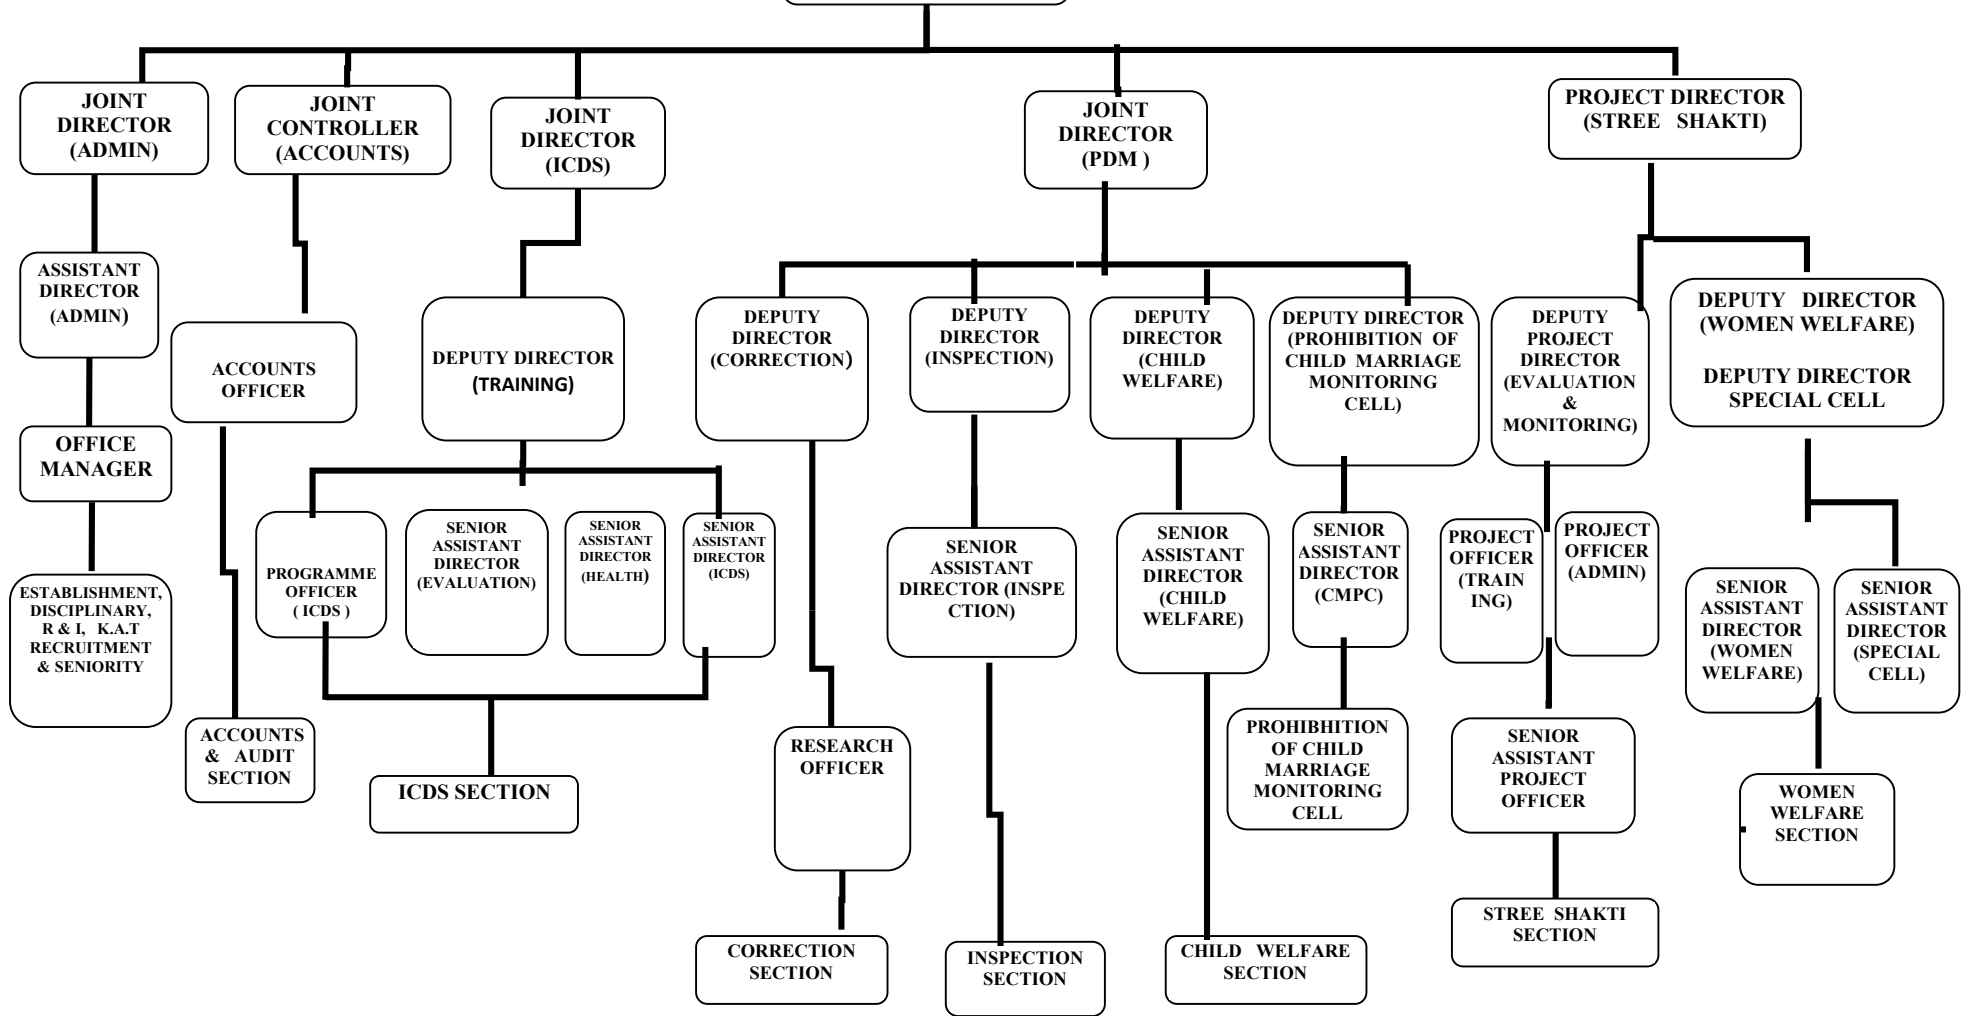 JOINT
DIRECTOR
(ADMIN)
JOINT
CONTROLLER
(ACCOUNTS)
JOINT
DIRECTOR
(ICDS)
JOINT
DIRECTOR
(PDM )
PROJECT DIRECTOR
(STREE SHAKTI)
ASSISTANT
DIRECTOR
(ADMIN)
ACCOUNTS
OFFICER
DEPUTY DIRECTOR
(TRAINING)
DEPUTY
DIRECTOR
(CORRECTION)
DEPUTY
DIRECTOR
(INSPECTION)
DEPUTY
DIRECTOR
(CHILD
WELFARE)
DEPUTY DIRECTOR
(PROHIBITION OF
CHILD MARRIAGE
MONITORING
CELL)
DEPUTY
PROJECT
DIRECTOR
(EVALUATION
&
MONITORING)
DEPUTY DIRECTOR
(WOMEN WELFARE)
DEPUTY DIRECTOR
SPECIAL CELL
OFFICE
MANAGER
PROGRAMME
OFFICER
( ICDS )
SENIOR
ASSISTANT
DIRECTOR
(EVALUATION)
SENIOR
ASSISTANT
DIRECTOR
(HEALTH)
SENIOR
ASSISTANT
DIRECTOR
(ICDS)
SENIOR
ASSISTANT
DIRECTOR (INSPE
CTION)
SENIOR
ASSISTANT
DIRECTOR
(CHILD
WELFARE)
SENIOR
ASSISTANT
DIRECTOR
(CMPC)
PROJECT
OFFICER
(TRAIN
ING)
PROJECT
OFFICER
(ADMIN)
SENIOR
ASSISTANT
DIRECTOR
(WOMEN
WELFARE)
SENIOR
ASSISTANT
DIRECTOR
(SPECIAL
CELL)
ESTABLISHMENT,
DISCIPLINARY,
R & I, K.A.T
RECRUITMENT
& SENIORITY
ACCOUNTS
& AUDIT
SECTION
ICDS SECTION
RESEARCH
OFFICER
PROHIBHITION
OF CHILD
MARRIAGE
MONITORING
CELL
SENIOR
ASSISTANT
PROJECT
OFFICER
WOMEN
WELFARE
SECTION
CORRECTION
SECTION
INSPECTION
SECTION
CHILD WELFARE
SECTION
STREE SHAKTI
SECTION